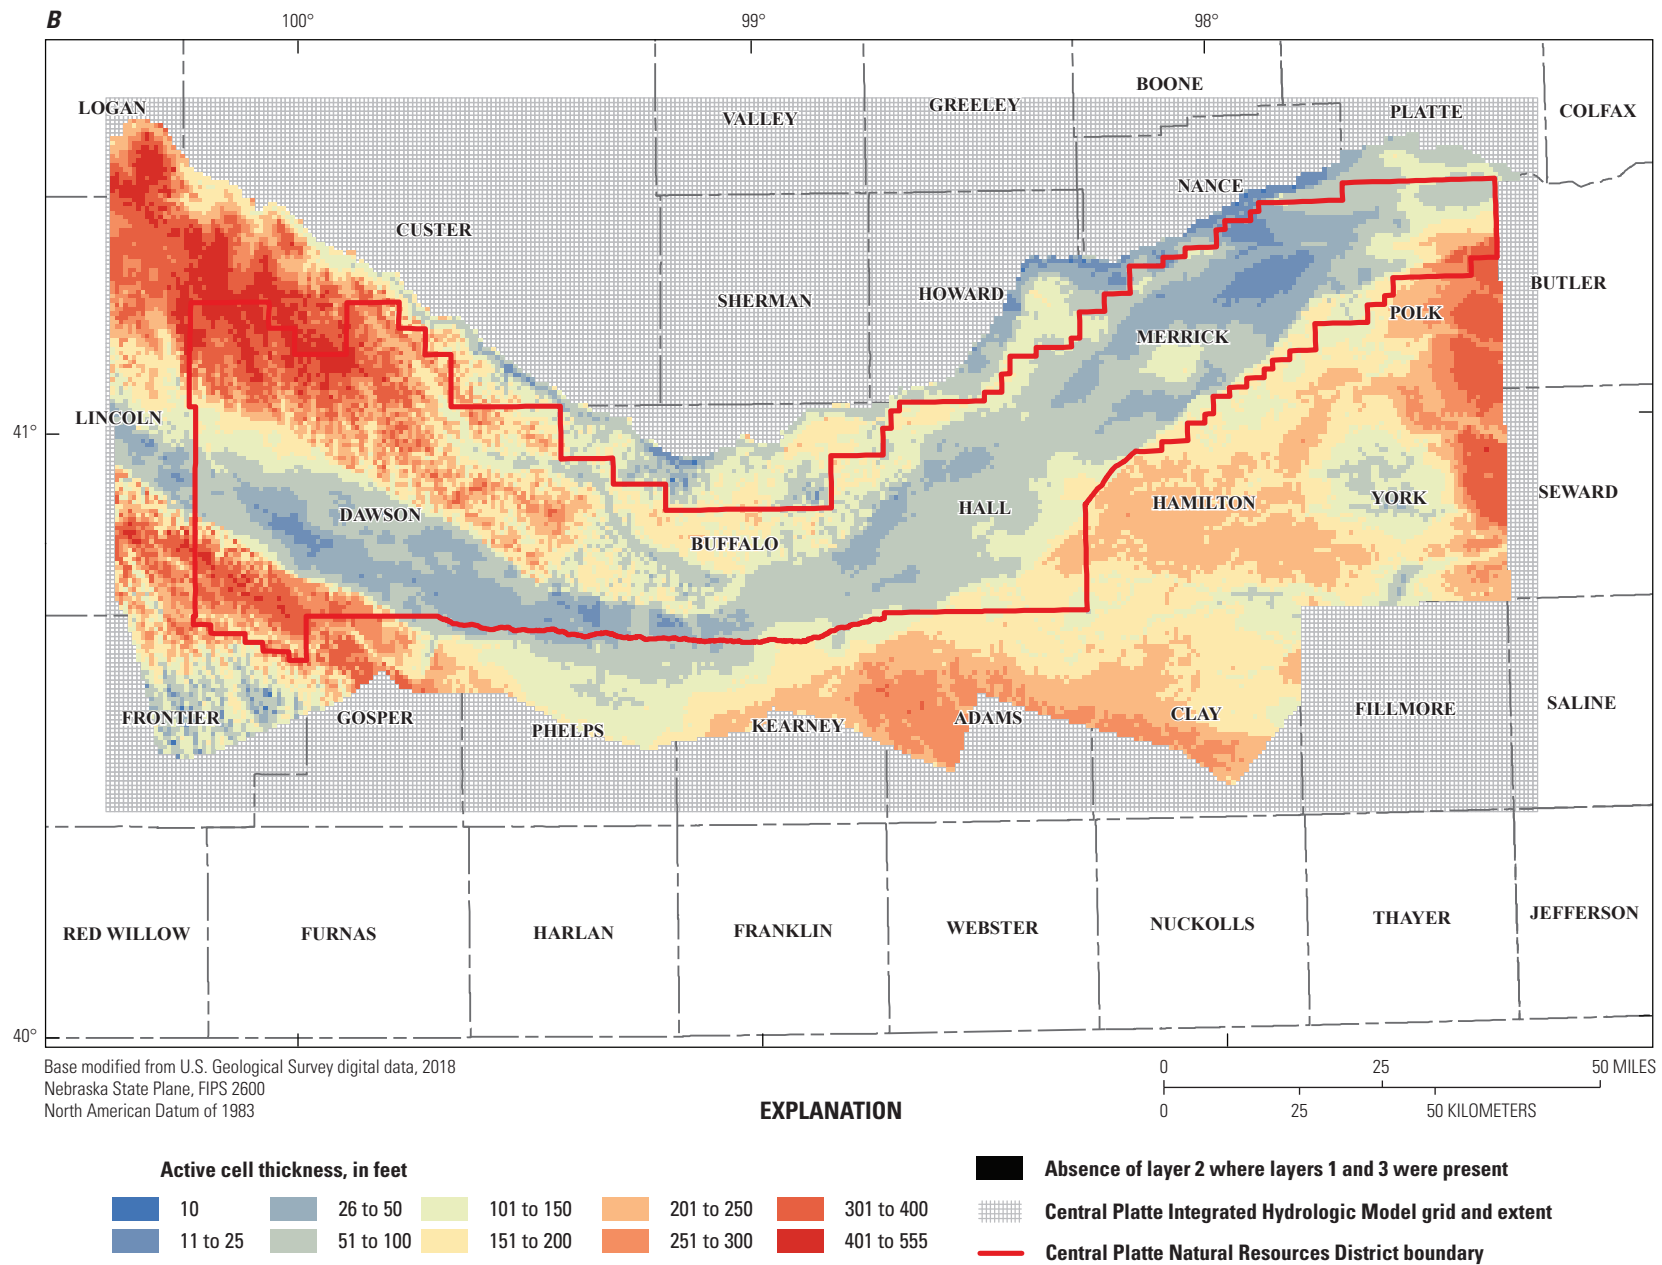 B
100°
99°
98°
LOGAN
VALLEY
GREELEY
BOONE
PLATTE
COLFAX
NANCE
CUSTER
SHERMAN
HOWARD
MERRICK
POLK
BUTLER
LINCOLN
41°
DAWSON
HALL
HAMILTON
YORK
SEWARD
BUFFALO
FRONTIER
GOSPER
PHELPS
KEARNEY
ADAMS
CLAY
FILLMORE
SALINE
RED WILLOW
FURNAS
HARLAN
FRANKLIN
WEBSTER
NUCKOLLS
THAYER
JEFFERSON
40°
Base modified from U.S. Geological Survey digital data, 2018
Nebraska State Plane, FIPS 2600
North American Datum of 1983
0 25 50 MILES
0 25 50 KILOMETERS
EXPLANATION
Active cell thickness, in feet
10
11 to 25
26 to 50
51 to 100
101 to 150
151 to 200
201 to 250
251 to 300
301 to 400
401 to 555
Absence of layer 2 where layers 1 and 3 were present
Central Platte Integrated Hydrologic Model grid and extent
Central Platte Natural Resources District boundary